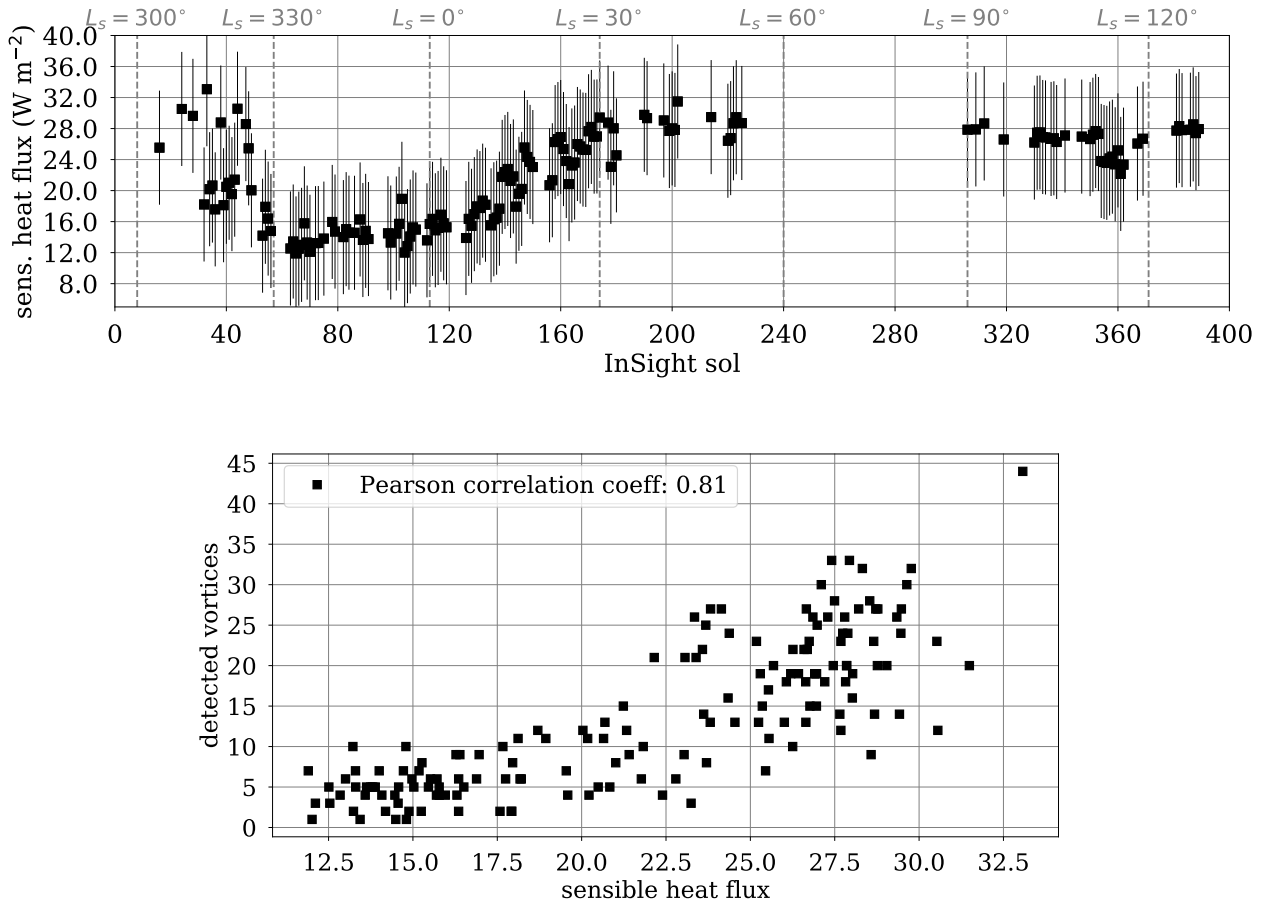 Ls = 300° Ls = 330° Ls = 0° Ls = 30° Ls = 60° Ls = 90° Ls = 120°
sens. heat flux (W m−2)
40.0
36.0
32.0
28.0
24.0
20.0
16.0
12.0
8.0
0 40 80 120 160 200 240 280 320 360 400
InSight sol
detected vortices
45
40
35
30
25
20
15
10
5
0
Pearson correlation coeff: 0.81
12.5 15.0 17.5 20.0 22.5 25.0 27.5 30.0 32.5
sensible heat flux